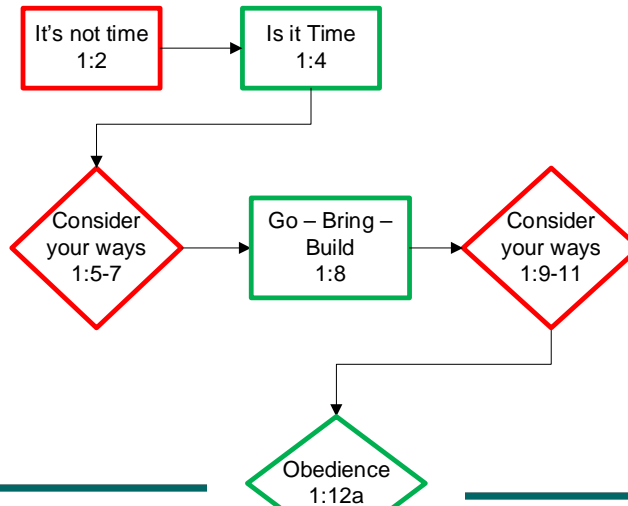 It's not time
1:2
Is it Time
1:4
Consider
your ways
1:5-7
Go – Bring –
Build
1:8
Consider
your ways
1:9-11
Obedience
1:12a